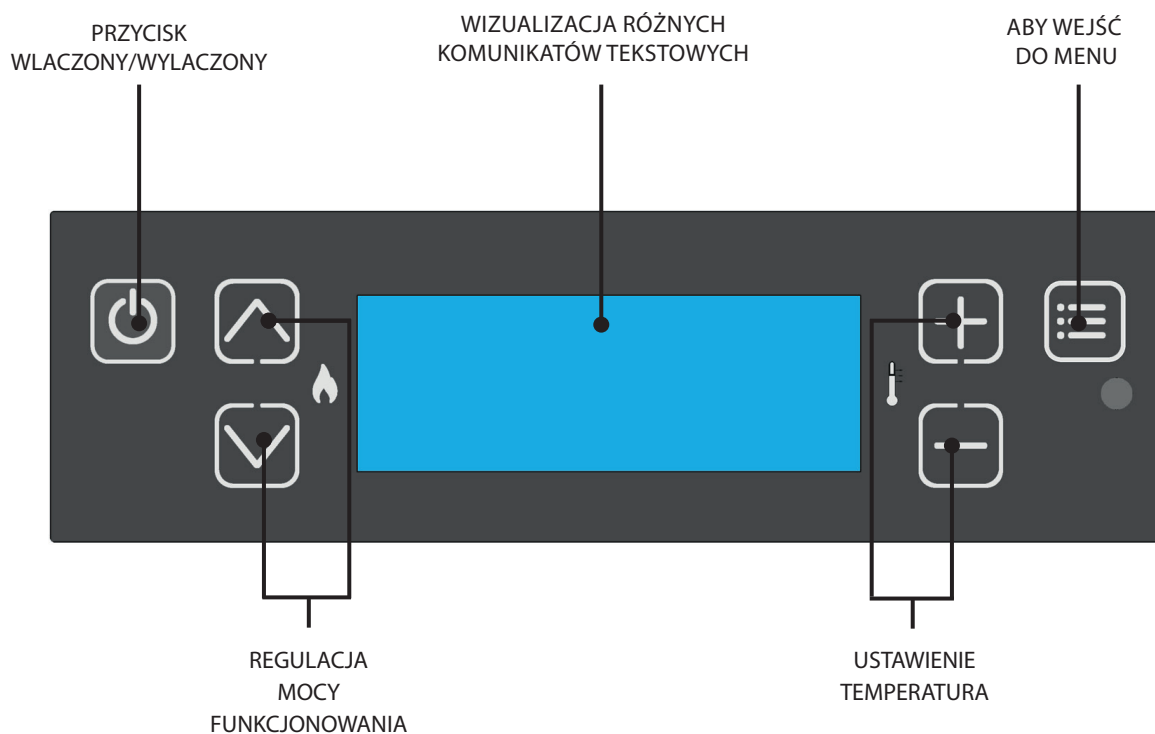 PRZYCISK
WLACZONY/WYLACZONY
WIZUALIZACJA RÓŻNYCH
KOMUNIKATÓW TEKSTOWYCH
ABY WEJŚĆ
DO MENU
REGULACJA
MOCY
FUNKCJONOWANIA
USTAWIENIE
TEMPERATURA